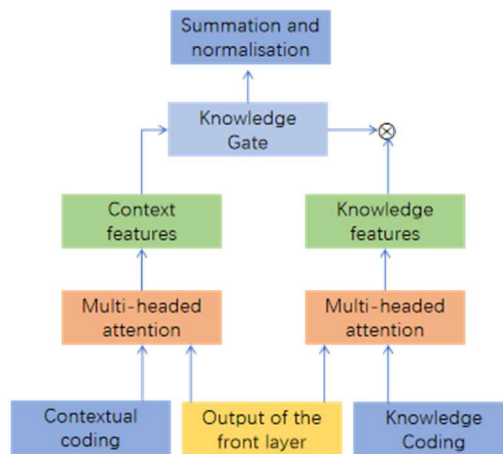 Summation and
normalisation
Knowledge
Gate
Context
features
Knowledge
features
Multi-headed
attention
Multi-headed
attention
Contextual
coding
Output of the
front layer
Knowledge
Coding